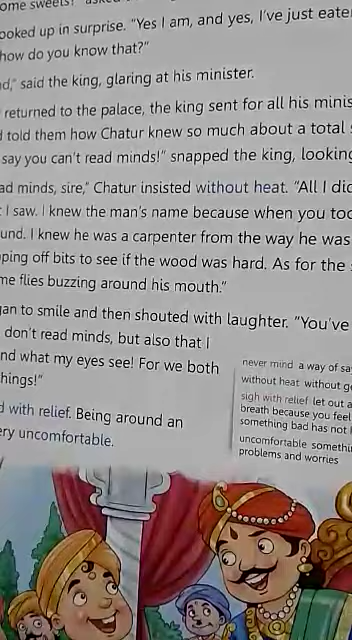 ome sweets?" asked
ooked up in surprise. "Yes I am, and yes, I've just eate
how do you know that?"
d," said the king, glaring at his minister.
returned to the palace, the king sent for all his minis
d told them how Chatur knew so much about a total
say you can't read minds!" snapped the king, looking
ad minds, sire," Chatur insisted without heat. "All I did
I saw. I knew the man's name because when you too
und. I knew he was a carpenter from the way he was
ping off bits to see if the wood was hard. As for the
me flies buzzing around his mouth."
gan to smile and then shouted with laughter. "You've
don't read minds, but also that I
nd what my eyes see! For we both
hings!"
d with relief. Being around an
ery uncomfortable.
never mind a way of sa
without heat without g
sigh with relief let out a
breath because you feel
something bad has not
uncomfortable somethi
problems and worries